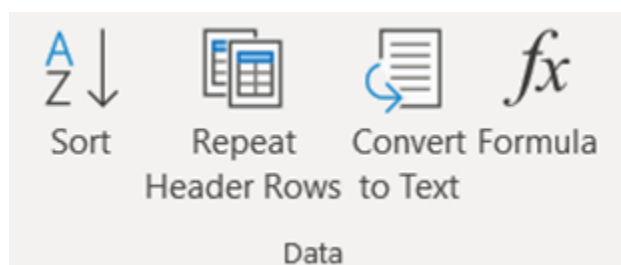 A
Z
fx
Sort
Repeat
Header Rows
Convert
to Text
Formula
Data